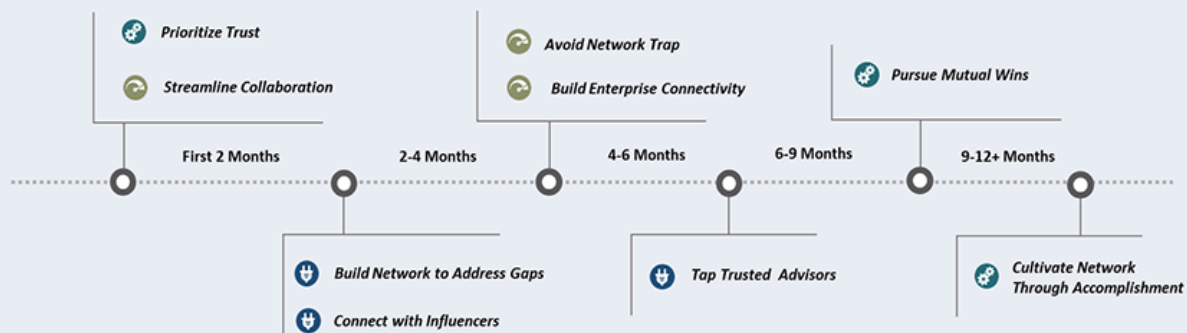 Prioritize Trust
Streamline Collaboration
Avoid Network Trap
Build Enterprise Connectivity
Pursue Mutual Wins
First 2 Months
2-4 Months
4-6 Months
6-9 Months
9-12+ Months
Build Network to Address Gaps
Connect with Influencers
Tap Trusted Advisors
Cultivate Network
Through Accomplishment